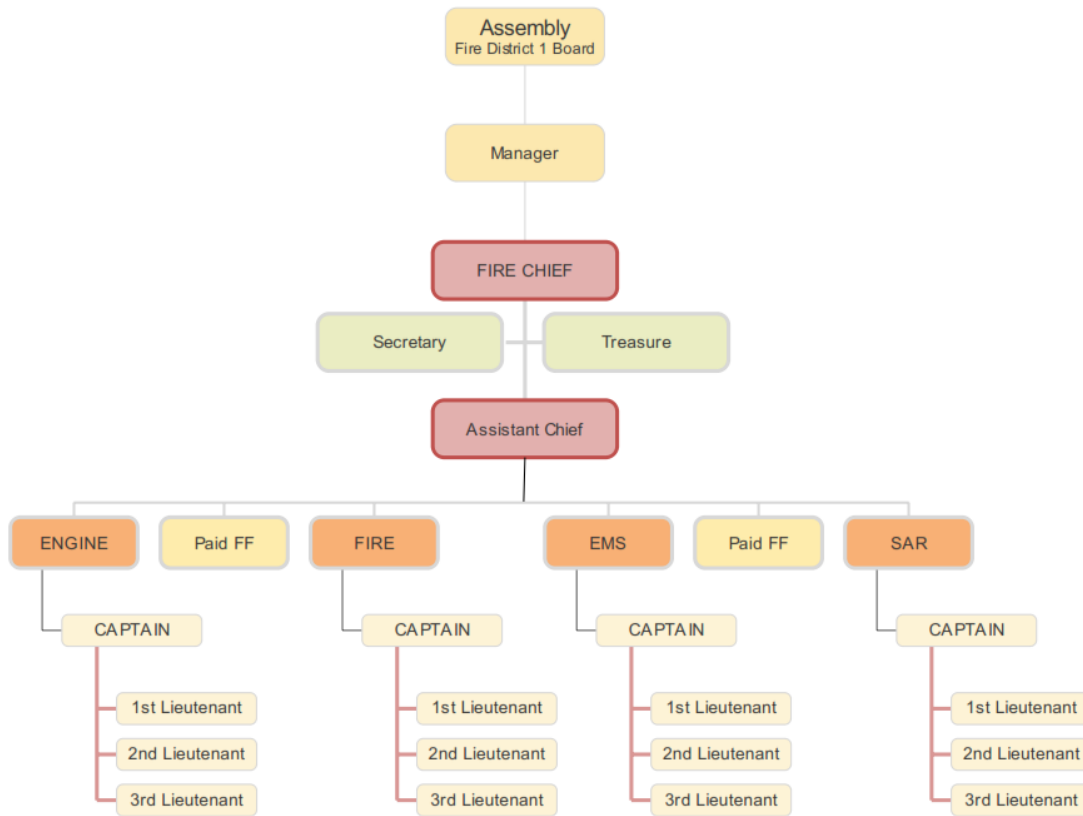 Assembly
Fire District 1 Board
Manager
FIRE CHIEF
Secretary
Treasure
Assistant Chief
ENGINE
Paid FF
FIRE
EMS
Paid FF
SAR
CAPTAIN
CAPTAIN
CAPTAIN
CAPTAIN
1st Lieutenant
1st Lieutenant
1st Lieutenant
1st Lieutenant
2nd Lieutenant
2nd Lieutenant
2nd Lieutenant
2nd Lieutenant
3rd Lieutenant
3rd Lieutenant
3rd Lieutenant
3rd Lieutenant